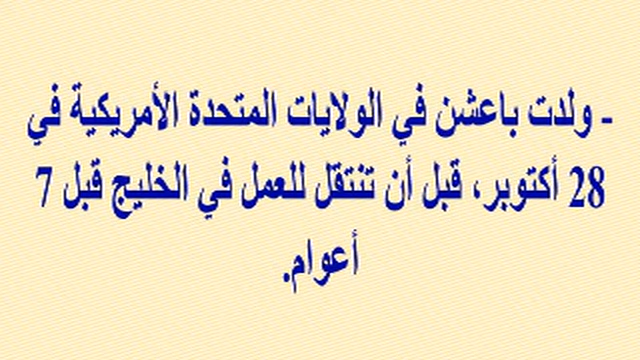 - ولدت باعشن في الولايات المتحدة الأمريكية في
28 أكتوبر، قبل أن تنتقل للعمل في الخليج قبل 7
أعوام.